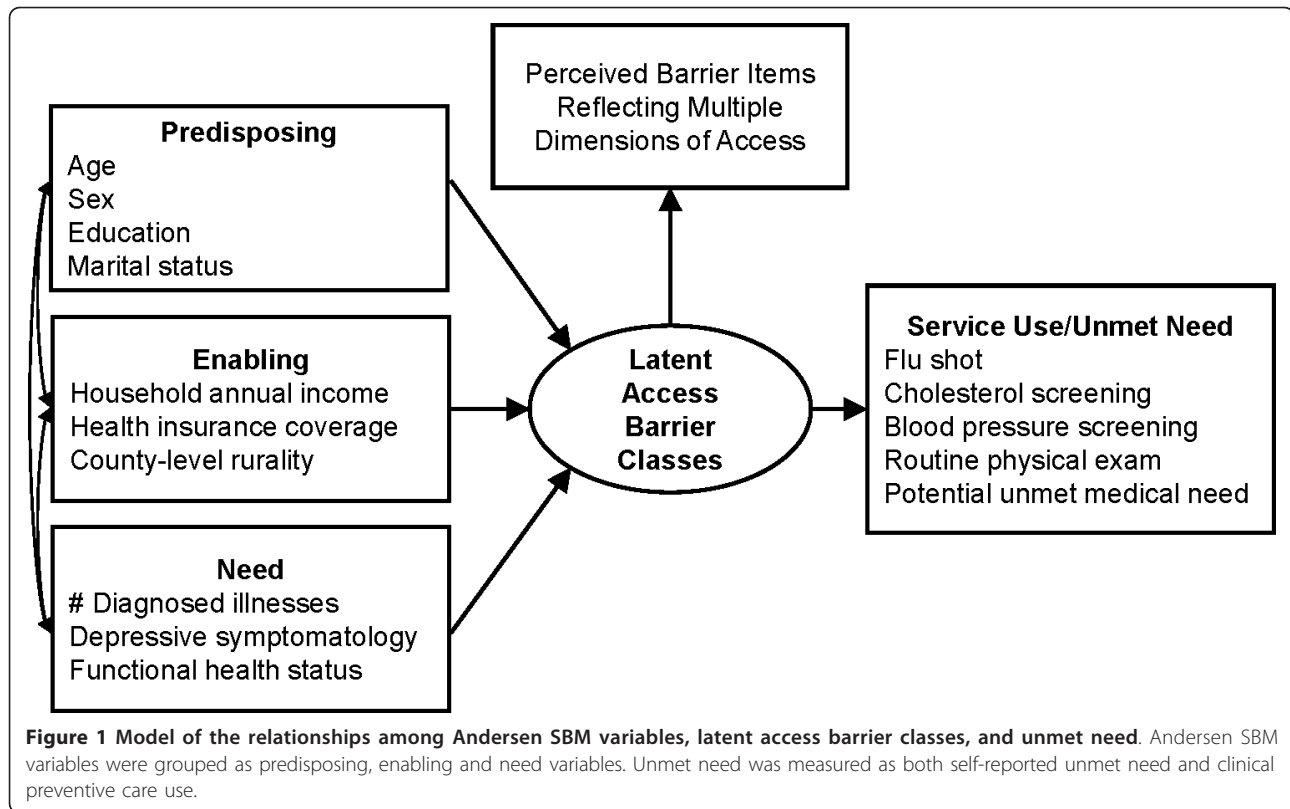 Perceived Barrier Items
Reflecting Multiple
Dimensions of Access
Predisposing
Age
Sex
Education
Marital status
Enabling
Household annual income
Health insurance coverage
County-level rurality
Need
# Diagnosed illnesses
Depressive symptomatology
Functional health status
Latent
Access
Barrier
Classes
Service Use/Unmet Need
Flu shot
Cholesterol screening
Blood pressure screening
Routine physical exam
Potential unmet medical need
Figure 1 Model of the relationships among Andersen SBM variables, latent access barrier classes, and unmet need. Andersen SBM
variables were grouped as predisposing, enabling and need variables. Unmet need was measured as both self-reported unmet need and clinical
preventive care use.